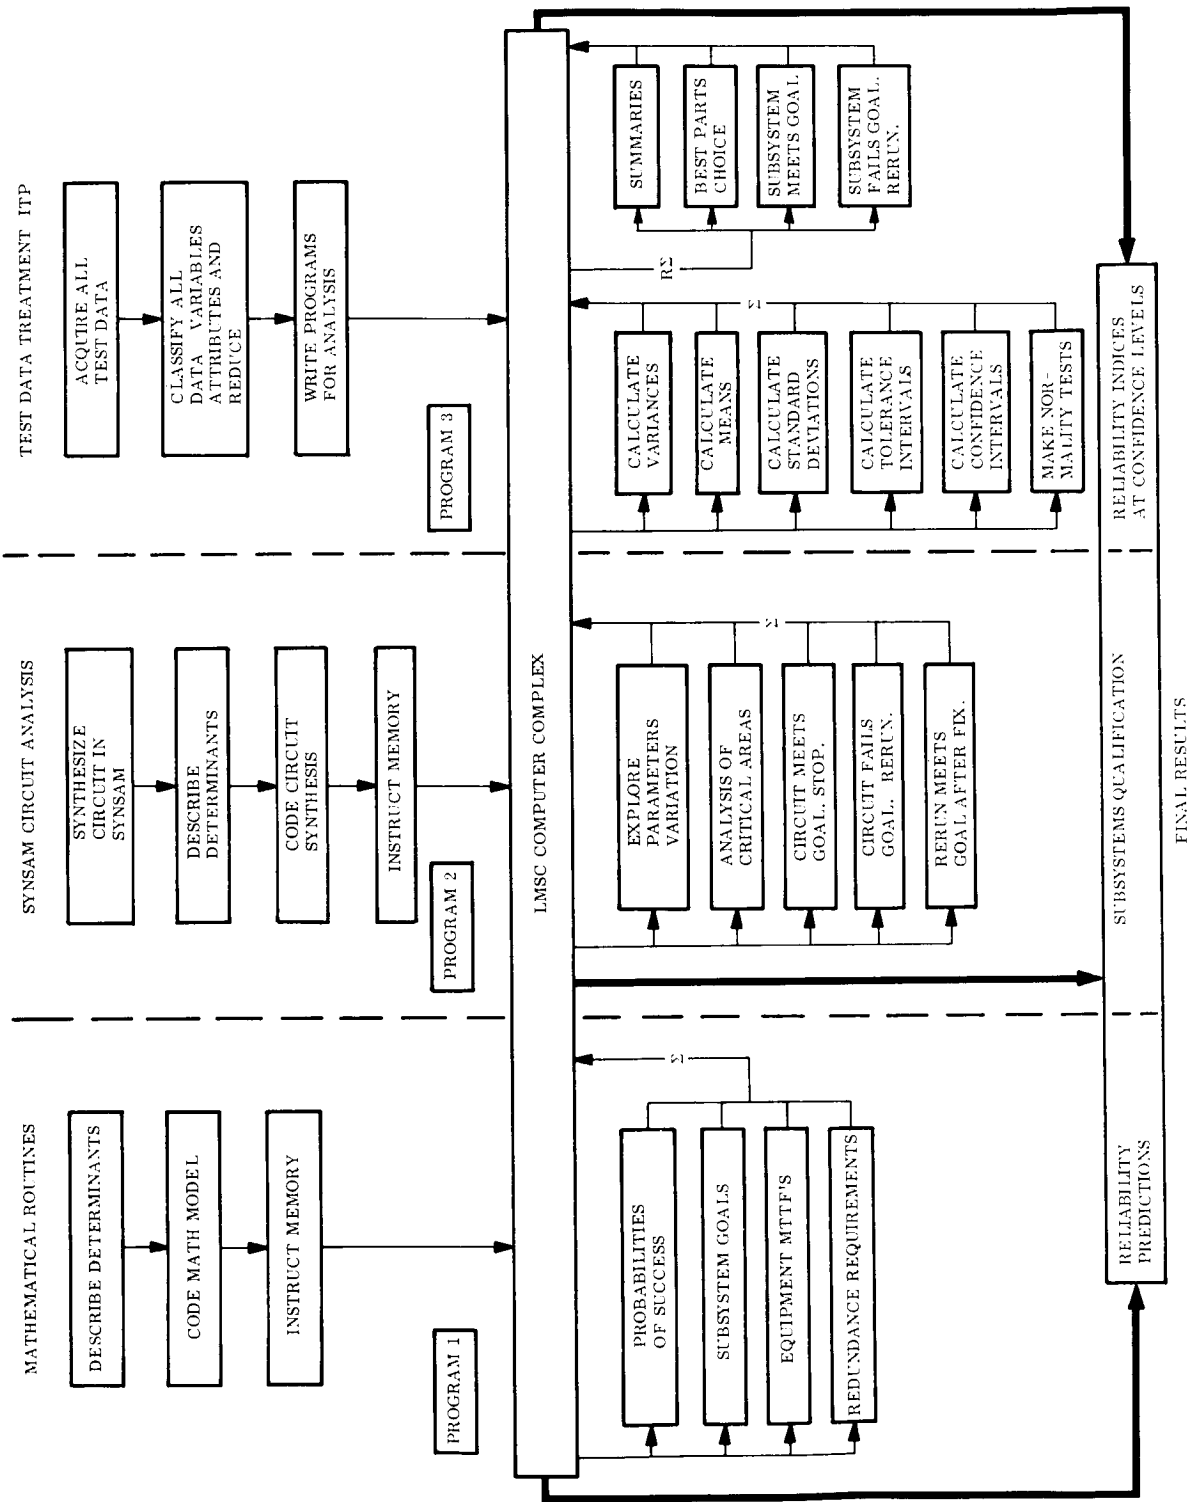 MATHEMATICAL ROUTINES
DESCRIBE DETERMINANTS
CODE MATH MODEL
INSTRUCT MEMORY
PROGRAM 1
SYNSAM CIRCUIT ANALYSIS
SYNTHESIZE
CIRCUIT IN
SYNSAM
DESCRIBE
DETERMINANTS
CODE CIRCUIT
SYNTHESIS
INSTRUCT MEMORY
PROGRAM 2
TEST DATA TREATMENT ITP
ACQUIRE ALL
TEST DATA
CLASSIFY ALL
DATA VARIABLES
ATTRIBUTES AND
REDUCE
WRITE PROGRAMS
FOR ANALYSIS
PROGRAM 3
LMSC COMPUTER COMPLEX
PROBABILITIES
OF SUCCESS
SUBSYSTEM GOALS
EQUIPMENT MTTF'S
REDUNDANCE REQUIREMENTS
Σ
EXPLORE
PARAMETERS
VARIATION
ANALYSIS OF
CRITICAL AREAS
CIRCUIT MEETS
GOAL. STOP.
CIRCUIT FAILS
GOAL. RERUN.
RERUN MEETS
GOAL AFTER FIX.
Σ
CALCULATE
VARIANCES
CALCULATE
MEANS
CALCULATE
STANDARD
DEVIATIONS
CALCULATE
TOLERANCE
INTERVALS
CALCULATE
CONFIDENCE
INTERVALS
MAKE NOR-
MALITY TESTS
Σ
RΣ
SUMMARIES
BEST PARTS
CHOICE
SUBSYSTEM
MEETS GOAL
SUBSYSTEM
FAILS GOAL.
RERUN.
RELIABILITY
PREDICTIONS
SUBSYSTEMS QUALIFICATION
RELIABILITY INDICES
AT CONFIDENCE LEVELS
FINAL RESULTS